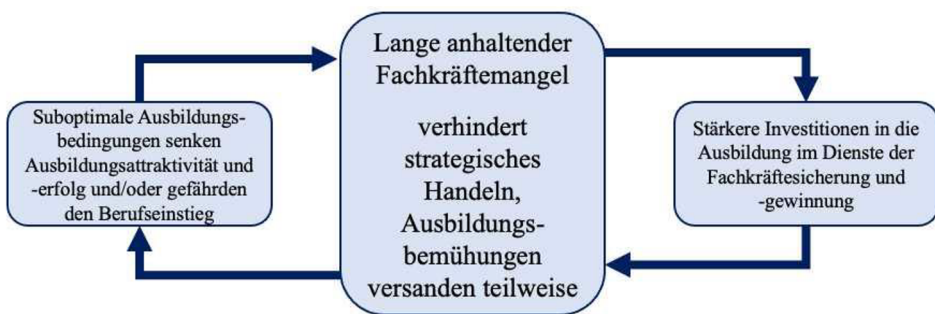 Suboptimale Ausbildungs-
bedingungen senken
Ausbildungsattraktivität und
-erfolg und/oder gefährden
den Berufseinstieg
Lange anhaltender
Fachkräftemangel
verhindert
strategisches
Handeln,
Ausbildungs-
bemühungen
versanden teilweise
Stärkere Investitionen in die
Ausbildung im Dienste der
Fachkräftesicherung und
-gewinnung